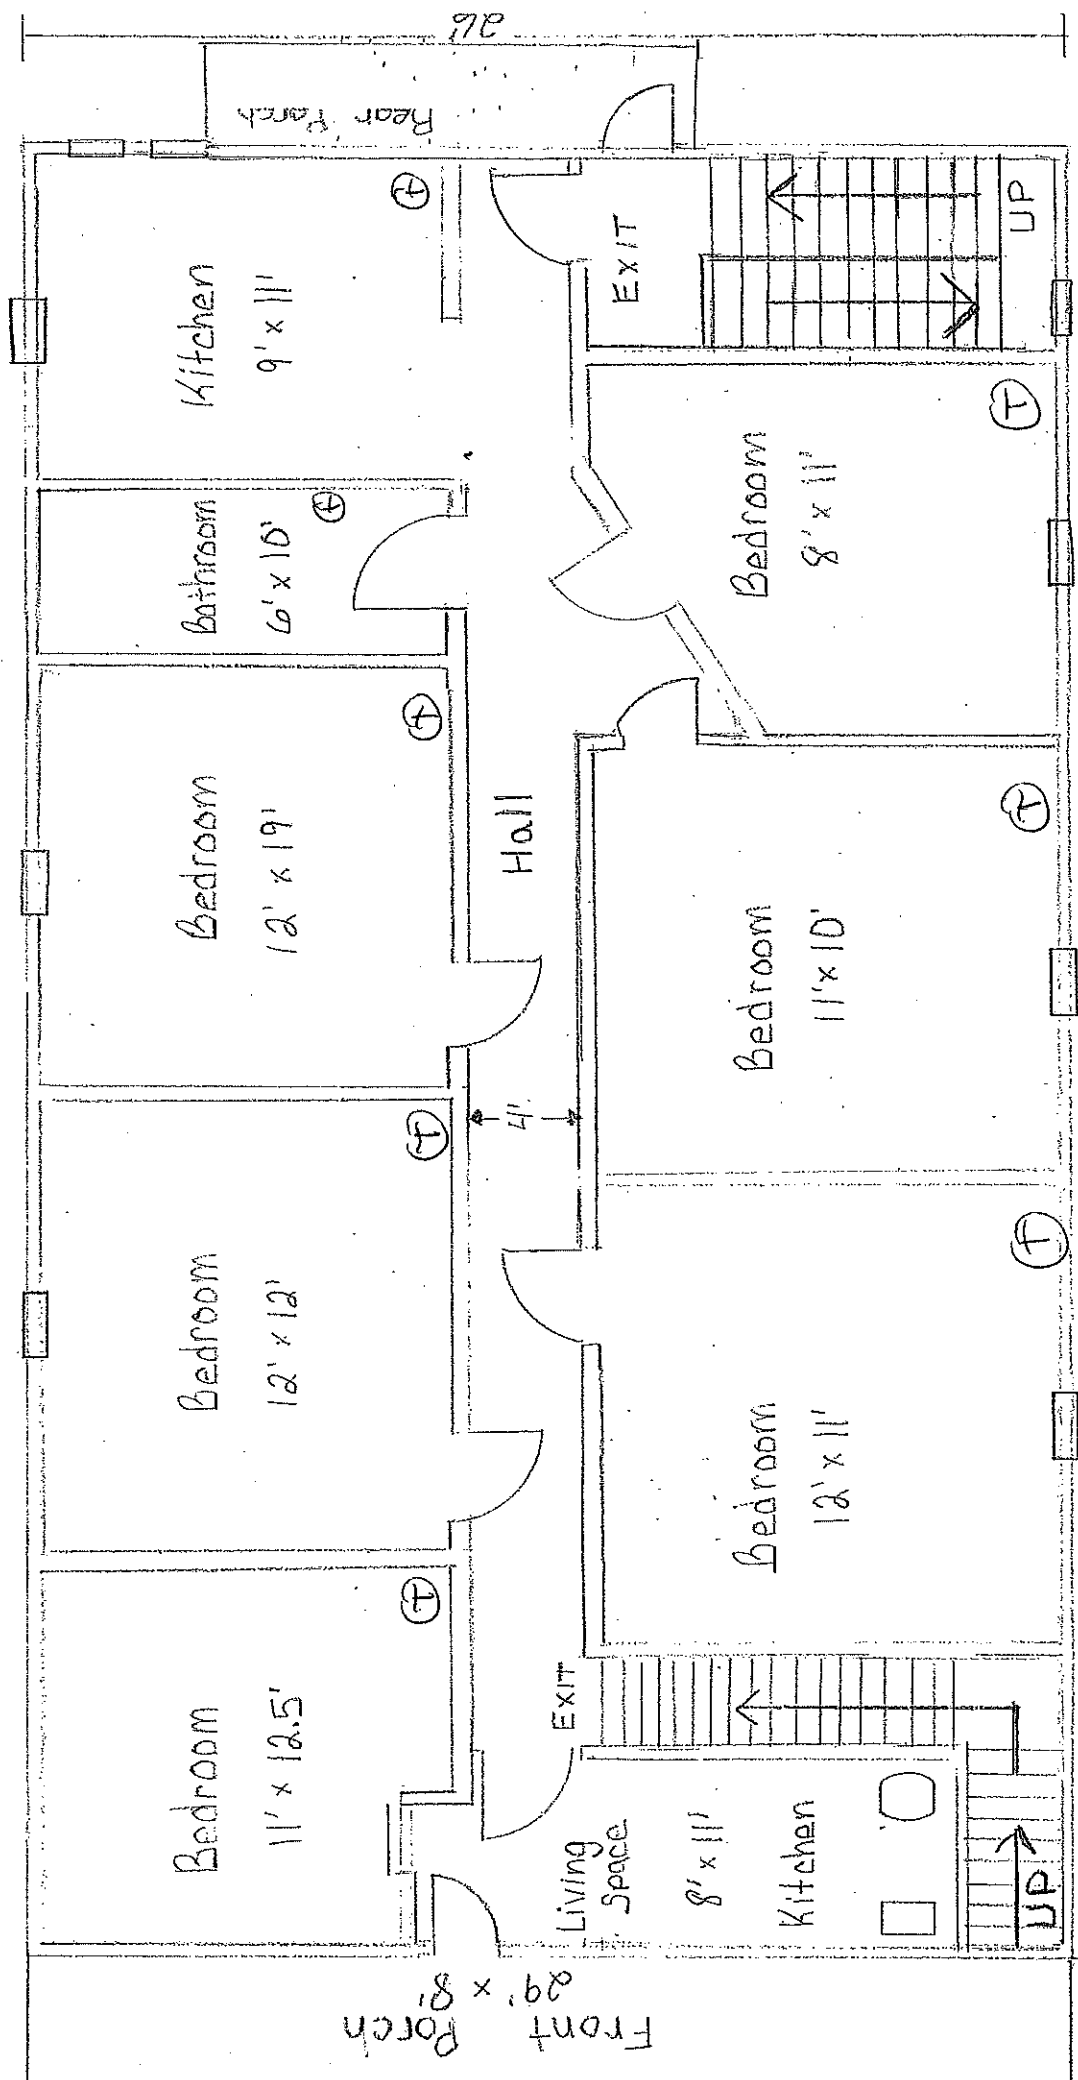 26'
Rear Porch
Kitchen
9' x 11'
T
Bathroom
6' x 10'
T
Bedroom
12' x 19'
T
Bedroom
12' x 12'
T
Bedroom
11' x 12.5'
T
Hall
4'
EXIT
UP
Bedroom
8' x 11'
T
Bedroom
11' x 10'
T
Bedroom
12' x 11'
T
EXIT
Living
Space
8' x 11'
Kitchen
UP
Front Porch
29' x 8'